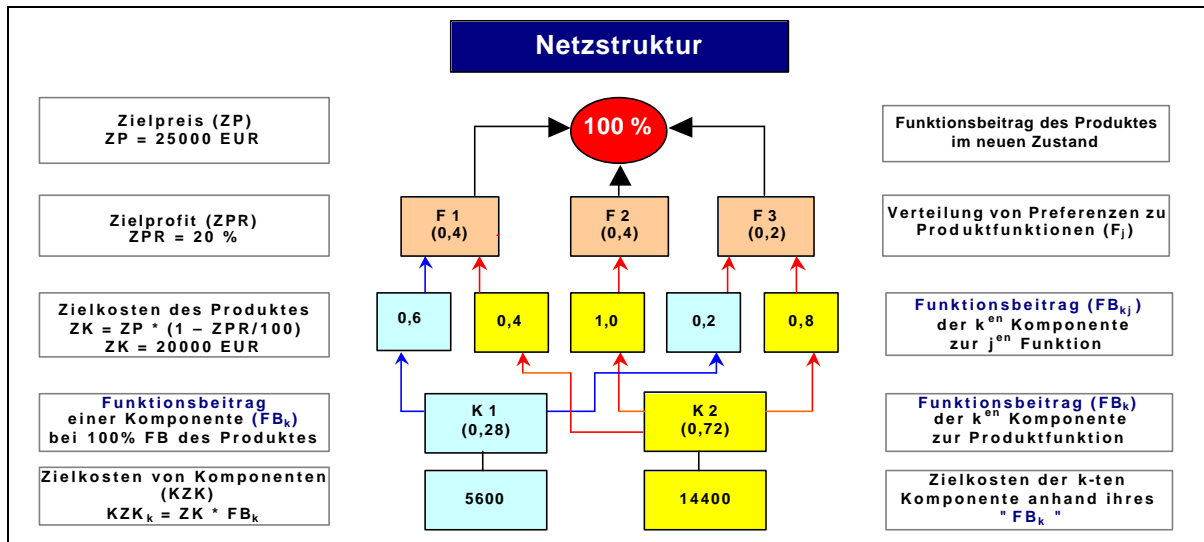 Netzstruktur
Zielpreis (ZP)
ZP = 25000 EUR
100 %
Funktionsbeitrag des Produktes
im neuen Zustand
Zielprofit (ZPR)
ZPR = 20 %
F 1
(0,4)
F 2
(0,4)
F 3
(0,2)
Verteilung von Preferenzen zu
Produktfunktionen (Fj)
Zielkosten des Produktes
ZK = ZP * (1 – ZPR/100)
ZK = 20000 EUR
0,6
0,4
1,0
0,2
0,8
Funktionsbeitrag (FBkj)
der ken Komponente
zur jen Funktion
Funktionsbeitrag
einer Komponente (FBk)
bei 100% FB des Produktes
K 1
(0,28)
K 2
(0,72)
Funktionsbeitrag (FBk)
der ken Komponente
zur Produktfunktion
Zielkosten von Komponenten
(KZK)
KZKk = ZK * FBk
5600
14400
Zielkosten der k-ten
Komponente anhand ihres
" FBk "